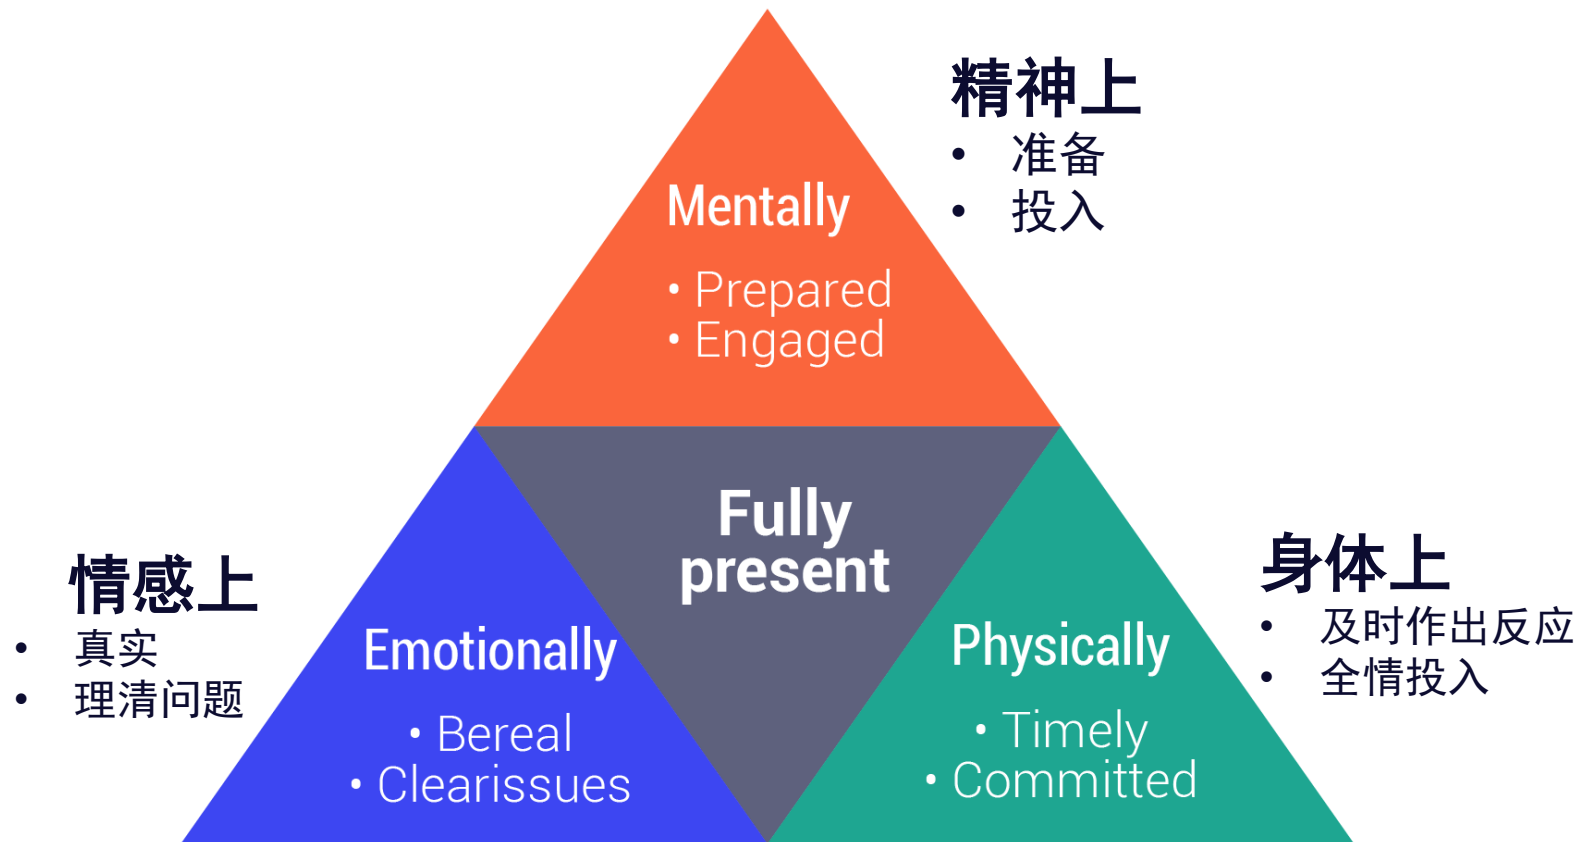 精神上
• 准备
• 投入
Mentally
• Prepared
• Engaged
Fully
present
情感上
• 真实
• 理清问题
Emotionally
• Bereal
• Clearissues
Physically
• Timely
• Committed
身体上
• 及时作出反应
• 全情投入